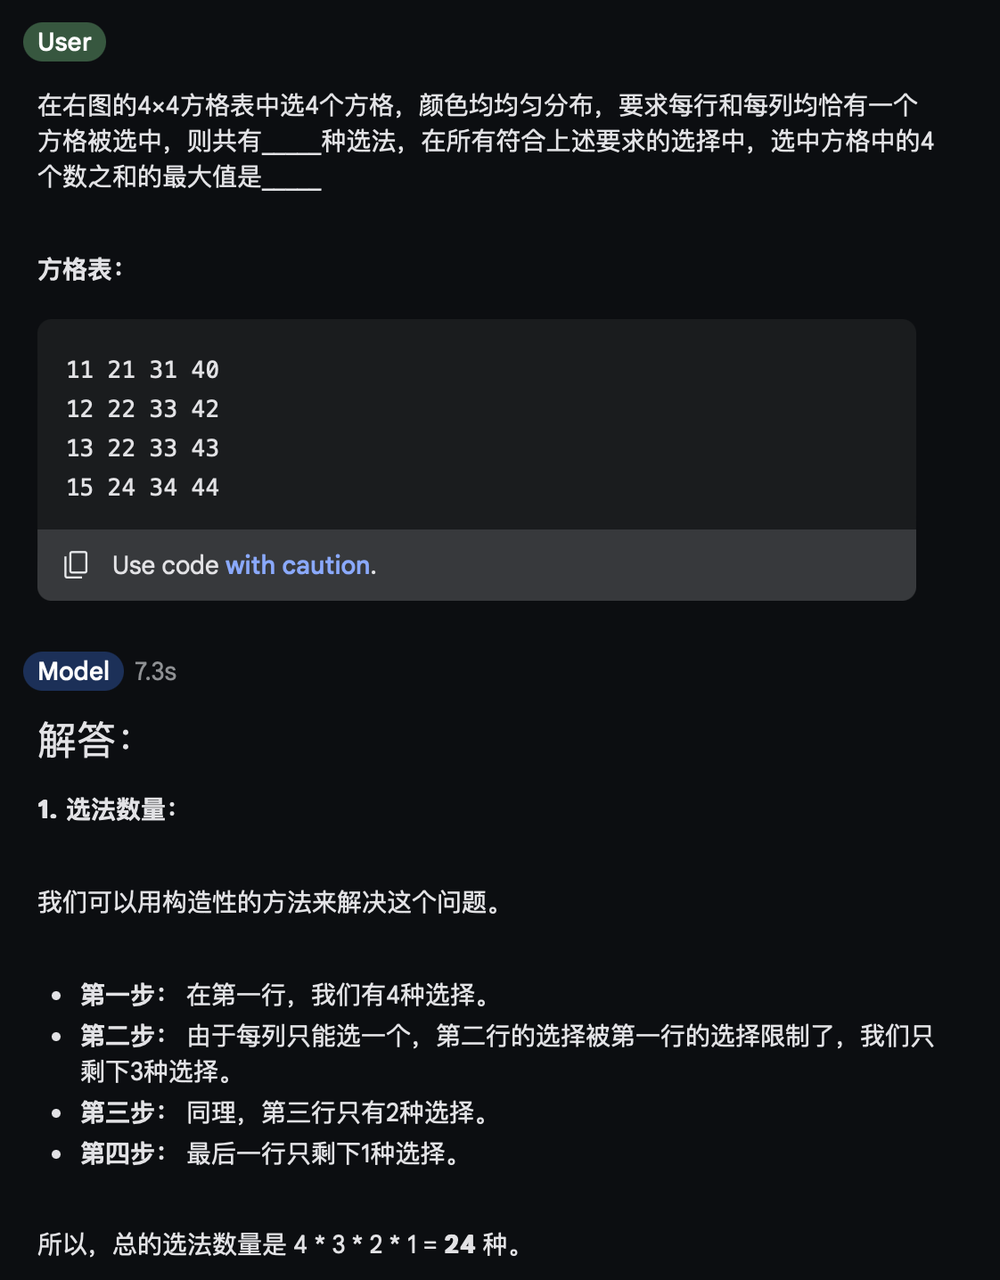 User
在右图的4×4方格表中选4个方格，颜色均均匀分布，要求每行和每列均恰有一个
方格被选中，则共有_____种选法，在所有符合上述要求的选择中，选中方格中的4
个数之和的最大值是_____
方格表：
11 21 31 40
12 22 33 42
13 22 33 43
15 24 34 44
Use code with caution.
Model 7.3s
解答：
1. 选法数量：
我们可以用构造性的方法来解决这个问题。
• 第一步： 在第一行，我们有4种选择。
• 第二步： 由于每列只能选一个，第二行的选择被第一行的选择限制了，我们只
剩下3种选择。
• 第三步： 同理，第三行只有2种选择。
• 第四步： 最后一行只剩下1种选择。
所以，总的选法数量是 4 * 3 * 2 * 1 = 24 种。